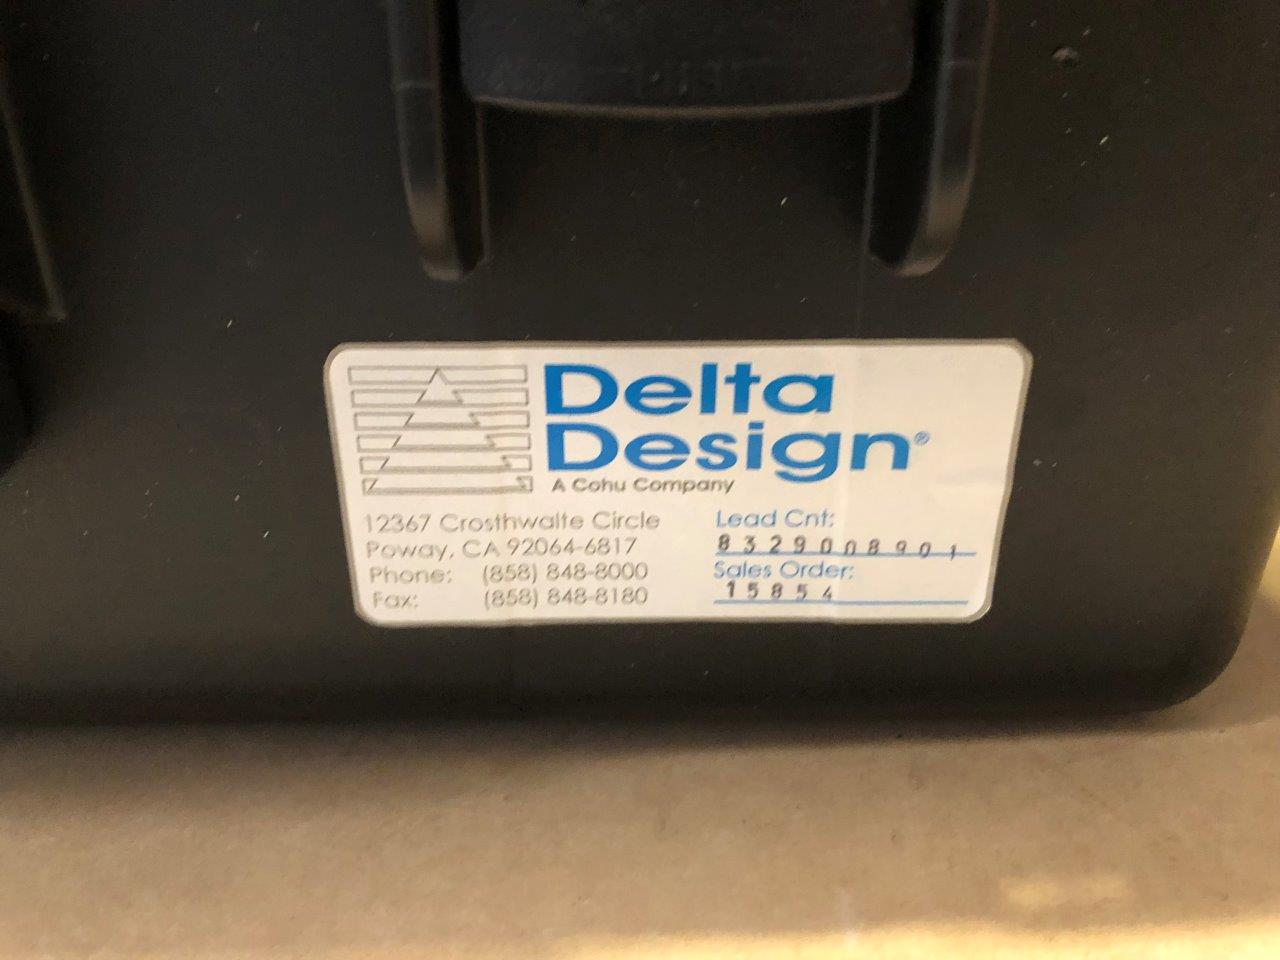 Delta
Design®
A Cohu Company
12367 Crosthwaite Circle
Poway, CA 92064-6817
Phone: (858) 848-8000
Fax: (858) 848-8180
Lead Cnt:
8329008901
Sales Order:
15854